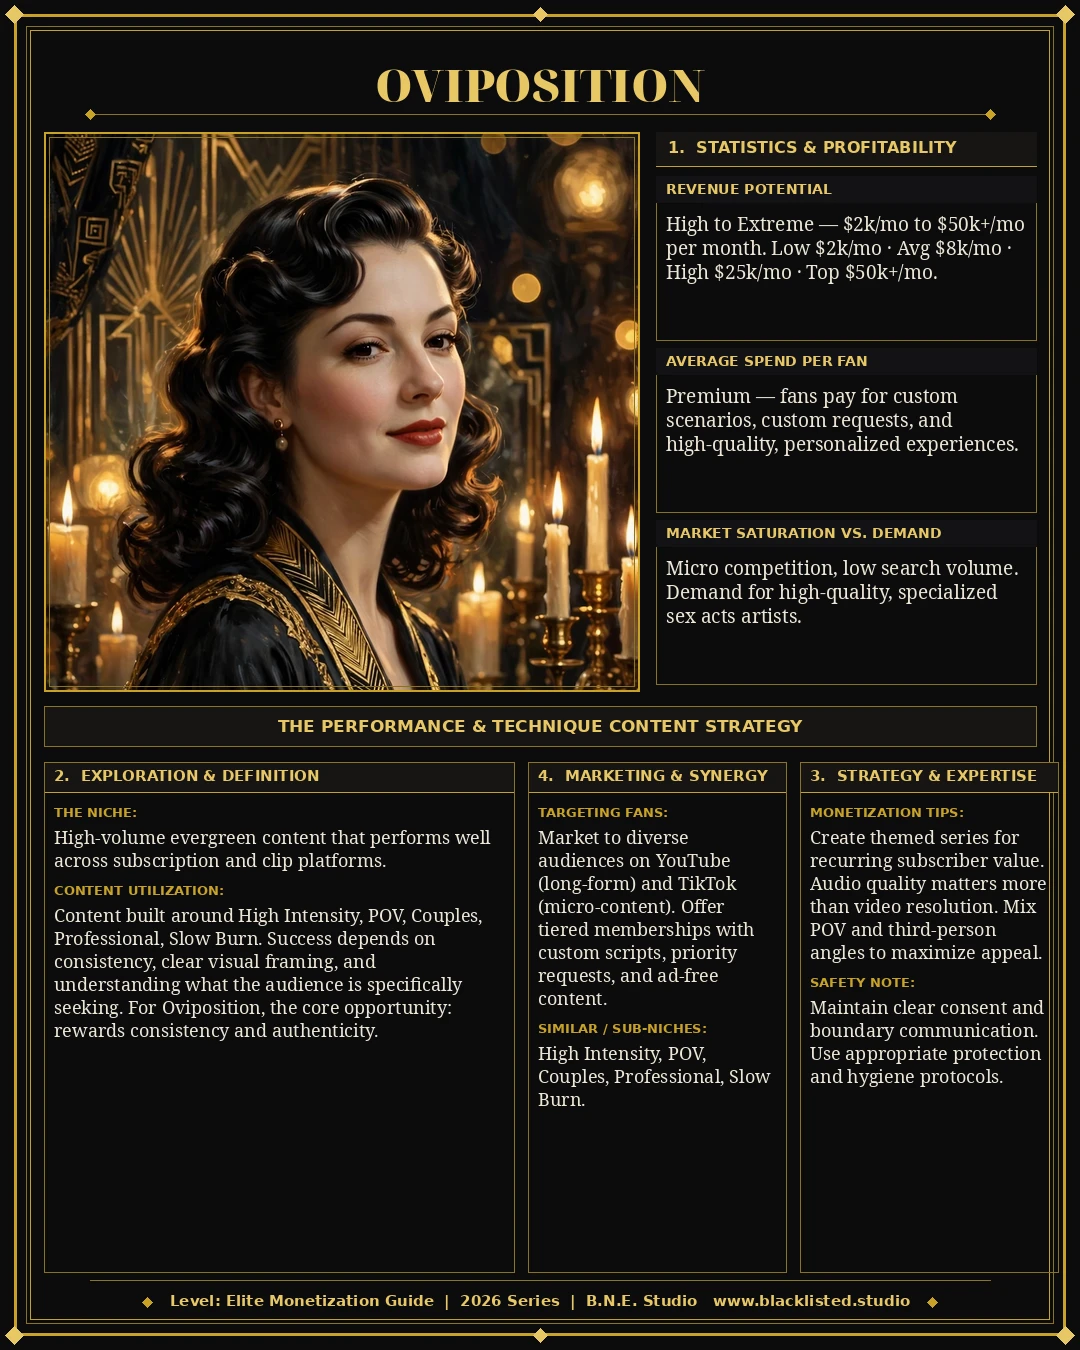 OVIPOSITION
1. STATISTICS & PROFITABILITY
REVENUE POTENTIAL
High to Extreme — $2k/mo to $50k+/mo
per month. Low $2k/mo · Avg $8k/mo ·
High $25k/mo · Top $50k+/mo.
AVERAGE SPEND PER FAN
Premium — fans pay for custom
scenarios, custom requests, and
high-quality, personalized experiences.
MARKET SATURATION VS. DEMAND
Micro competition, low search volume.
Demand for high-quality, specialized
sex acts artists.
THE PERFORMANCE & TECHNIQUE CONTENT STRATEGY
2. EXPLORATION & DEFINITION
THE NICHE:
High-volume evergreen content that performs well
across subscription and clip platforms.
CONTENT UTILIZATION:
Content built around High Intensity, POV, Couples,
Professional, Slow Burn. Success depends on
consistency, clear visual framing, and
understanding what the audience is specifically
seeking. For Oviposition, the core opportunity:
rewards consistency and authenticity.
4. MARKETING & SYNERGY
TARGETING FANS:
Market to diverse
audiences on YouTube
(long-form) and TikTok
(micro-content). Offer
tiered memberships with
custom scripts, priority
requests, and ad-free
content.
SIMILAR / SUB-NICHES:
High Intensity, POV,
Couples, Professional, Slow
Burn.
3. STRATEGY & EXPERTISE
MONETIZATION TIPS:
Create themed series for
recurring subscriber value.
Audio quality matters more
than video resolution. Mix
POV and third-person
angles to maximize appeal.
SAFETY NOTE:
Maintain clear consent and
boundary communication.
Use appropriate protection
and hygiene protocols.
Level: Elite Monetization Guide | 2026 Series | B.N.E. Studio www.blacklisted.studio